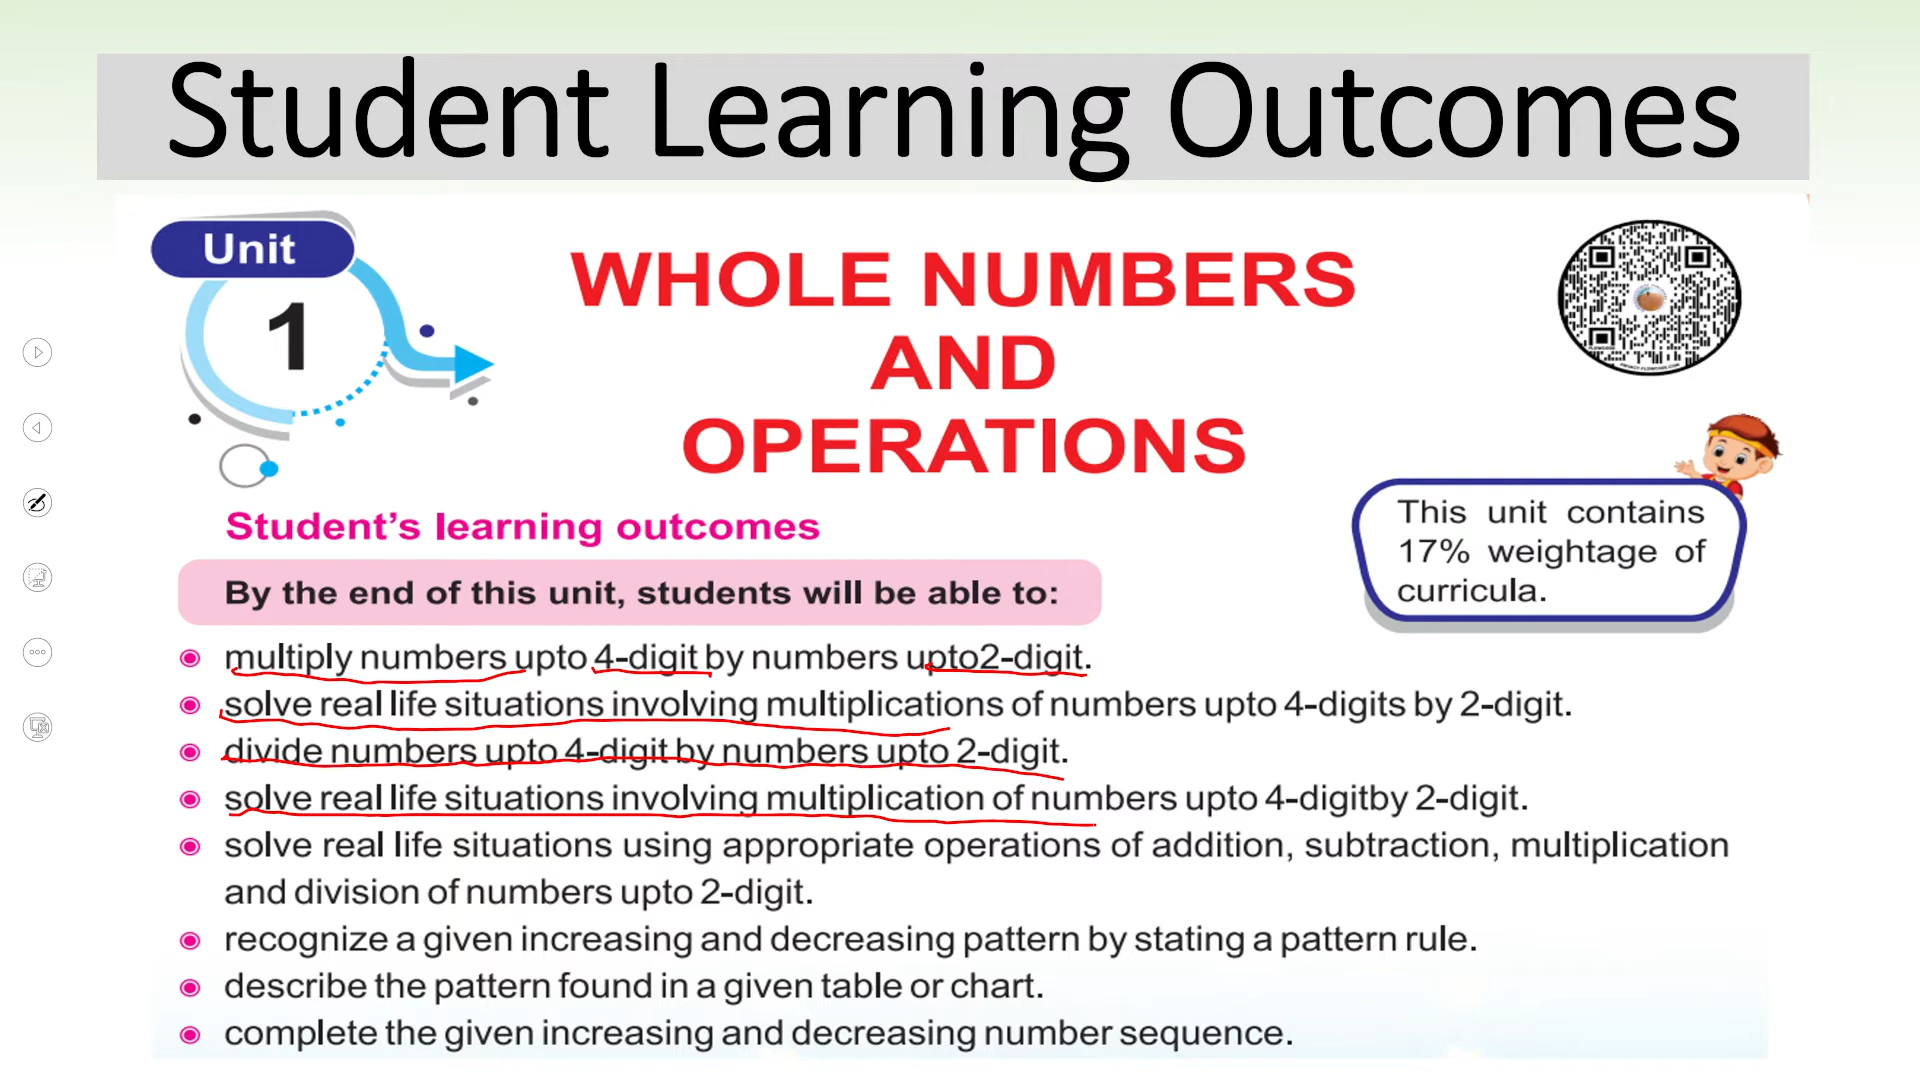 Student Learning Outcomes
Unit
1
WHOLE NUMBERS
AND
OPERATIONS
Student's learning outcomes
This unit contains
17% weightage of
curricula.
By the end of this unit, students will be able to:
multiply numbers upto 4-digit by numbers upto2-digit.
solve real life situations involving multiplications of numbers upto 4-digits by 2-digit.
divide numbers upto 4-digit by numbers upto 2-digit.
solve real life situations involving multiplication of numbers upto 4-digitby 2-digit.
solve real life situations using appropriate operations of addition, subtraction, multiplication
and division of numbers upto 2-digit.
recognize a given increasing and decreasing pattern by stating a pattern rule.
describe the pattern found in a given table or chart.
complete the given increasing and decreasing number sequence.